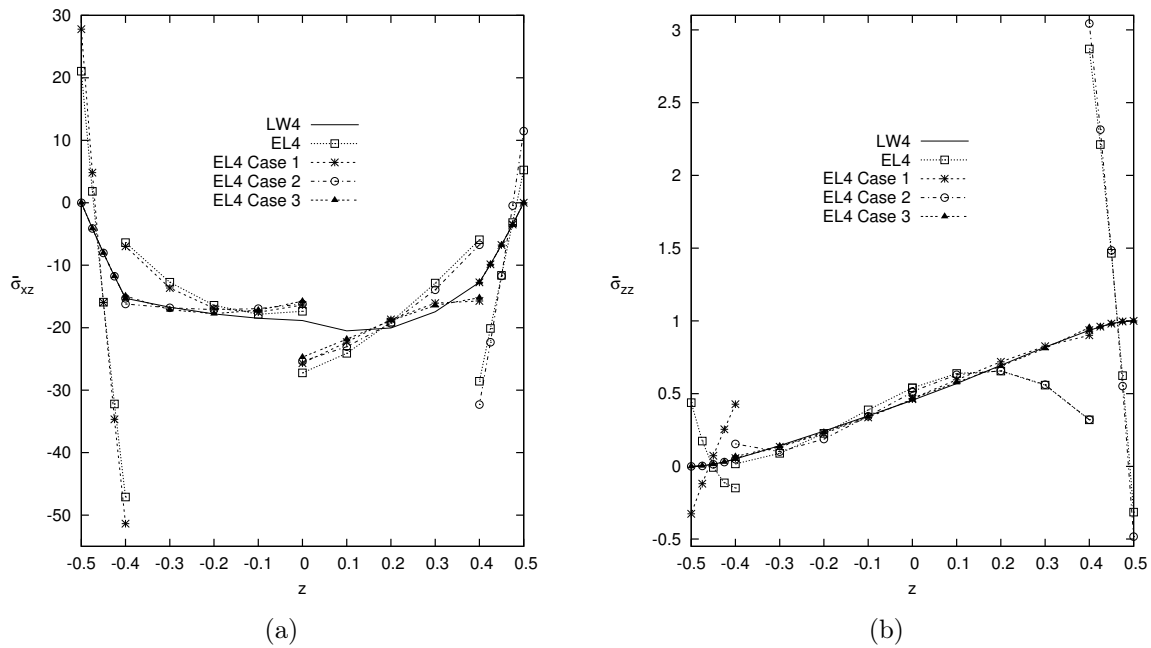 30
20
10
0
-10
-20
-30
-40
-50
σ̄xz
LW4
EL4
EL4 Case 1
EL4 Case 2
EL4 Case 3
-0.5 -0.4 -0.3 -0.2 -0.1 0 0.1 0.2 0.3 0.4 0.5
z
(a)
3
2.5
2
1.5
1
0.5
0
-0.5
σ̄zz
LW4
EL4
EL4 Case 1
EL4 Case 2
EL4 Case 3
-0.5 -0.4 -0.3 -0.2 -0.1 0 0.1 0.2 0.3 0.4 0.5
z
(b)